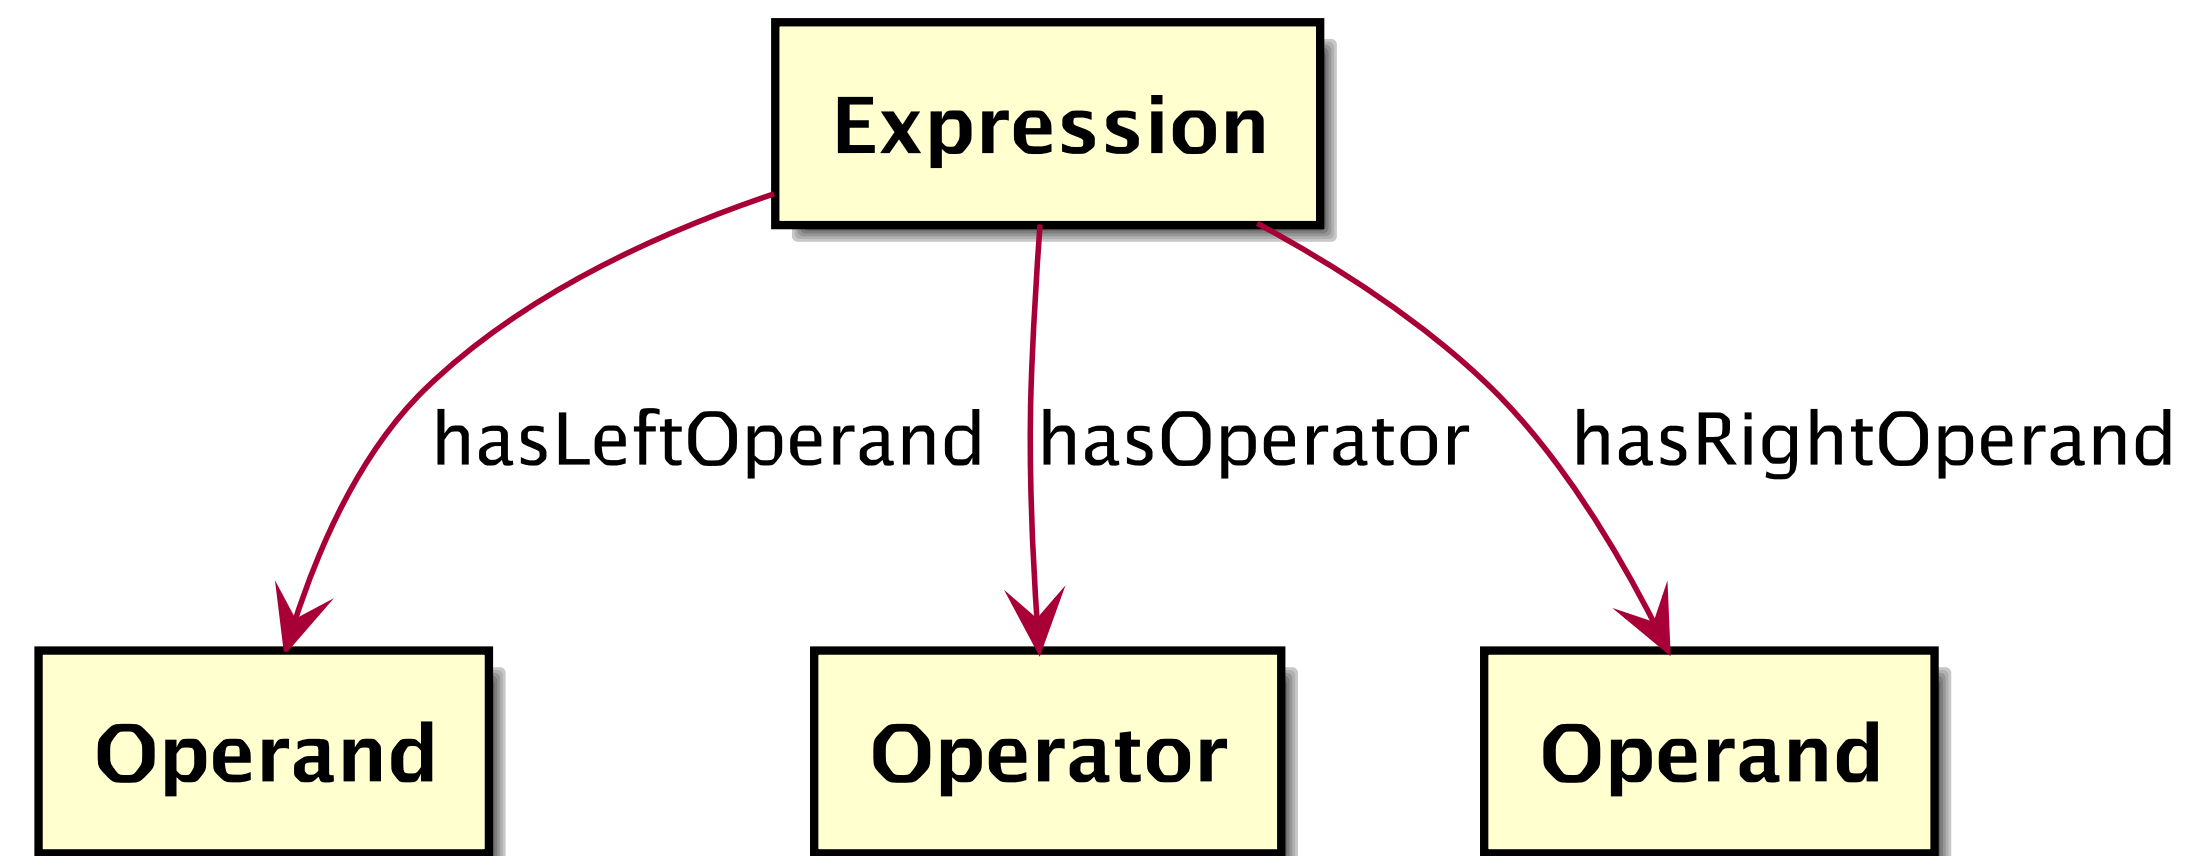 Expression
hasLeftOperand
hasOperator
hasRightOperand
Operand
Operator
Operand